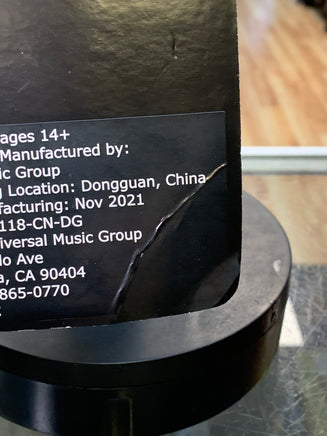 ages 14+
Manufactured by:
ic Group
g Location: Dongguan, China
facturing: Nov 2021
118-CN-DG
iversal Music Group
do Ave
a, CA 90404
865-0770